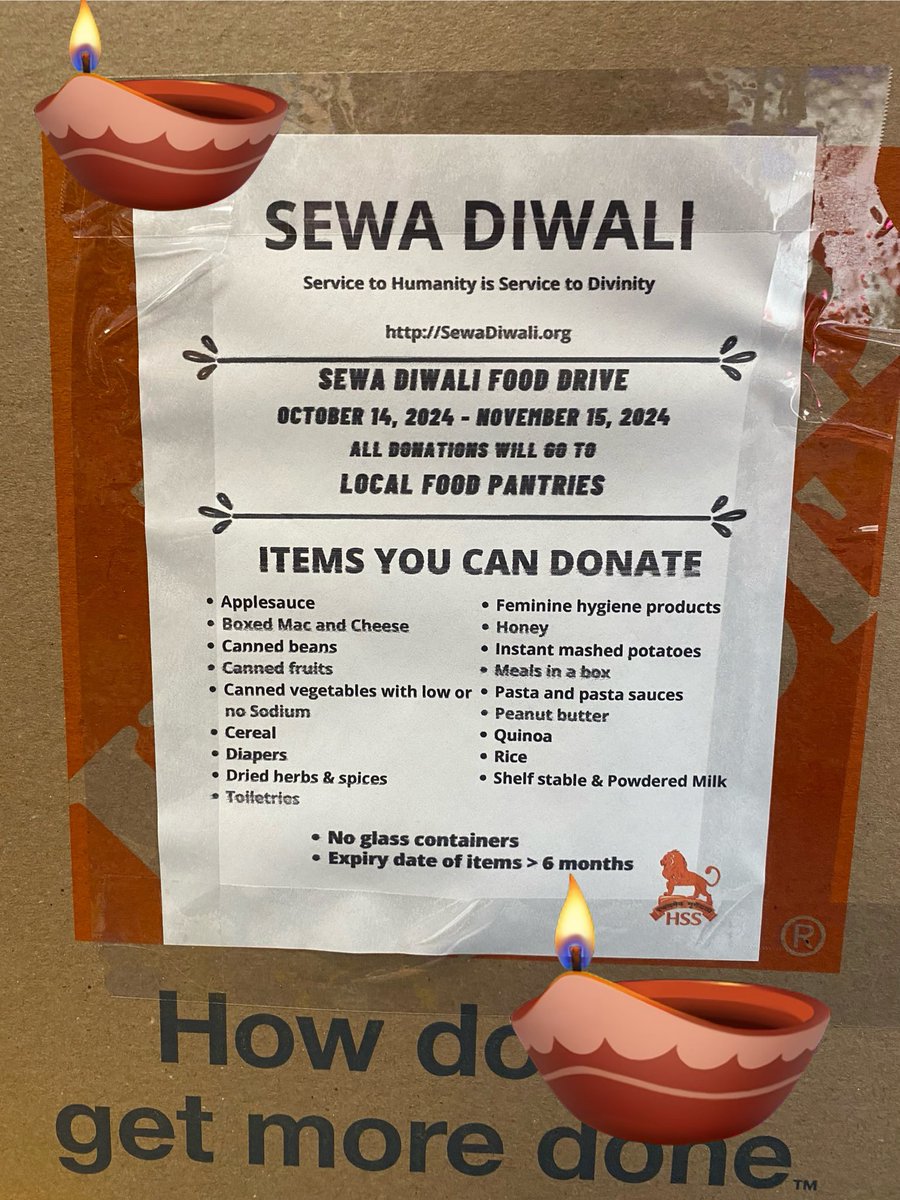 SEWA DIWALI
Service to Humanity is Service to Divinity
http://SewaDiwali.org
SEWA DIWALI FOOD DRIVE
OCTOBER 14, 2024 - NOVEMBER 15, 2024
ALL DONATIONS WILL GO TO
LOCAL FOOD PANTRIES
ITEMS YOU CAN DONATE
• Applesauce
• Boxed Mac and Cheese
• Canned beans
• Canned fruits
• Canned vegetables with low or
no Sodium
• Cereal
• Diapers
• Dried herbs & spices
• Toiletries
• Feminine hygiene products
• Honey
• Instant mashed potatoes
• Meals in a box
• Pasta and pasta sauces
• Peanut butter
• Quinoa
• Rice
• Shelf stable & Powdered Milk
• No glass containers
• Expiry date of items > 6 months
HSS
®
How do
get more done.™